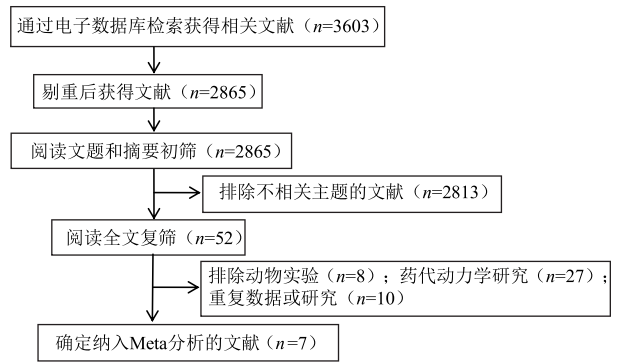 通过电子数据库检索获得相关文献（n=3603）
剔重后获得文献（n=2865）
阅读文题和摘要初筛（n=2865）
排除不相关主题的文献（n=2813）
阅读全文复筛（n=52）
排除动物实验（n=8）；药代动力学研究（n=27）；
重复数据或研究（n=10）
确定纳入Meta分析的文献（n=7）